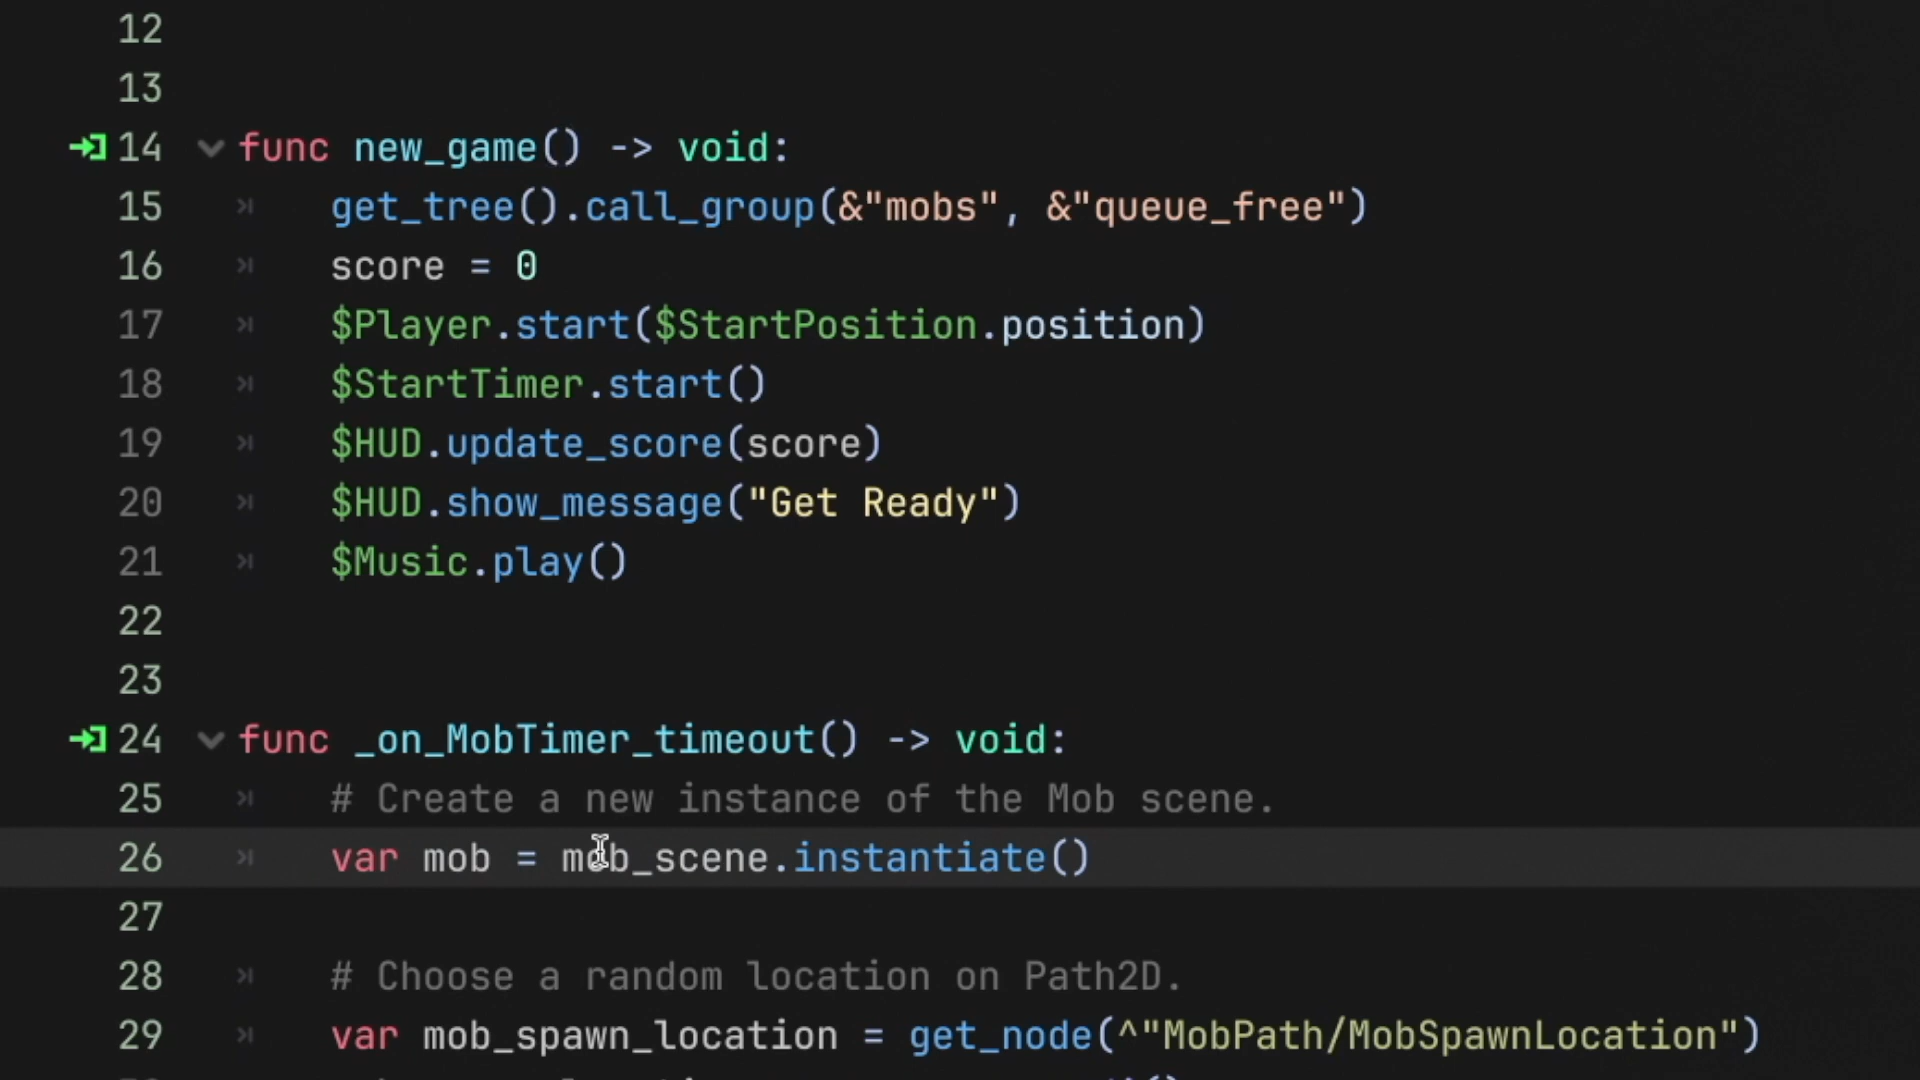 12
13
14 func new_game() -> void:
15 get_tree().call_group(&"mobs", &"queue_free")
16 score = 0
17 $Player.start($StartPosition.position)
18 $StartTimer.start()
19 $HUD.update_score(score)
20 $HUD.show_message("Get Ready")
21 $Music.play()
22
23
24 func _on_MobTimer_timeout() -> void:
25 # Create a new instance of the Mob scene.
26 var mob = mob_scene.instantiate()
27
28 # Choose a random location on Path2D.
29 var mob_spawn_location = get_node(^"MobPath/MobSpawnLocation")